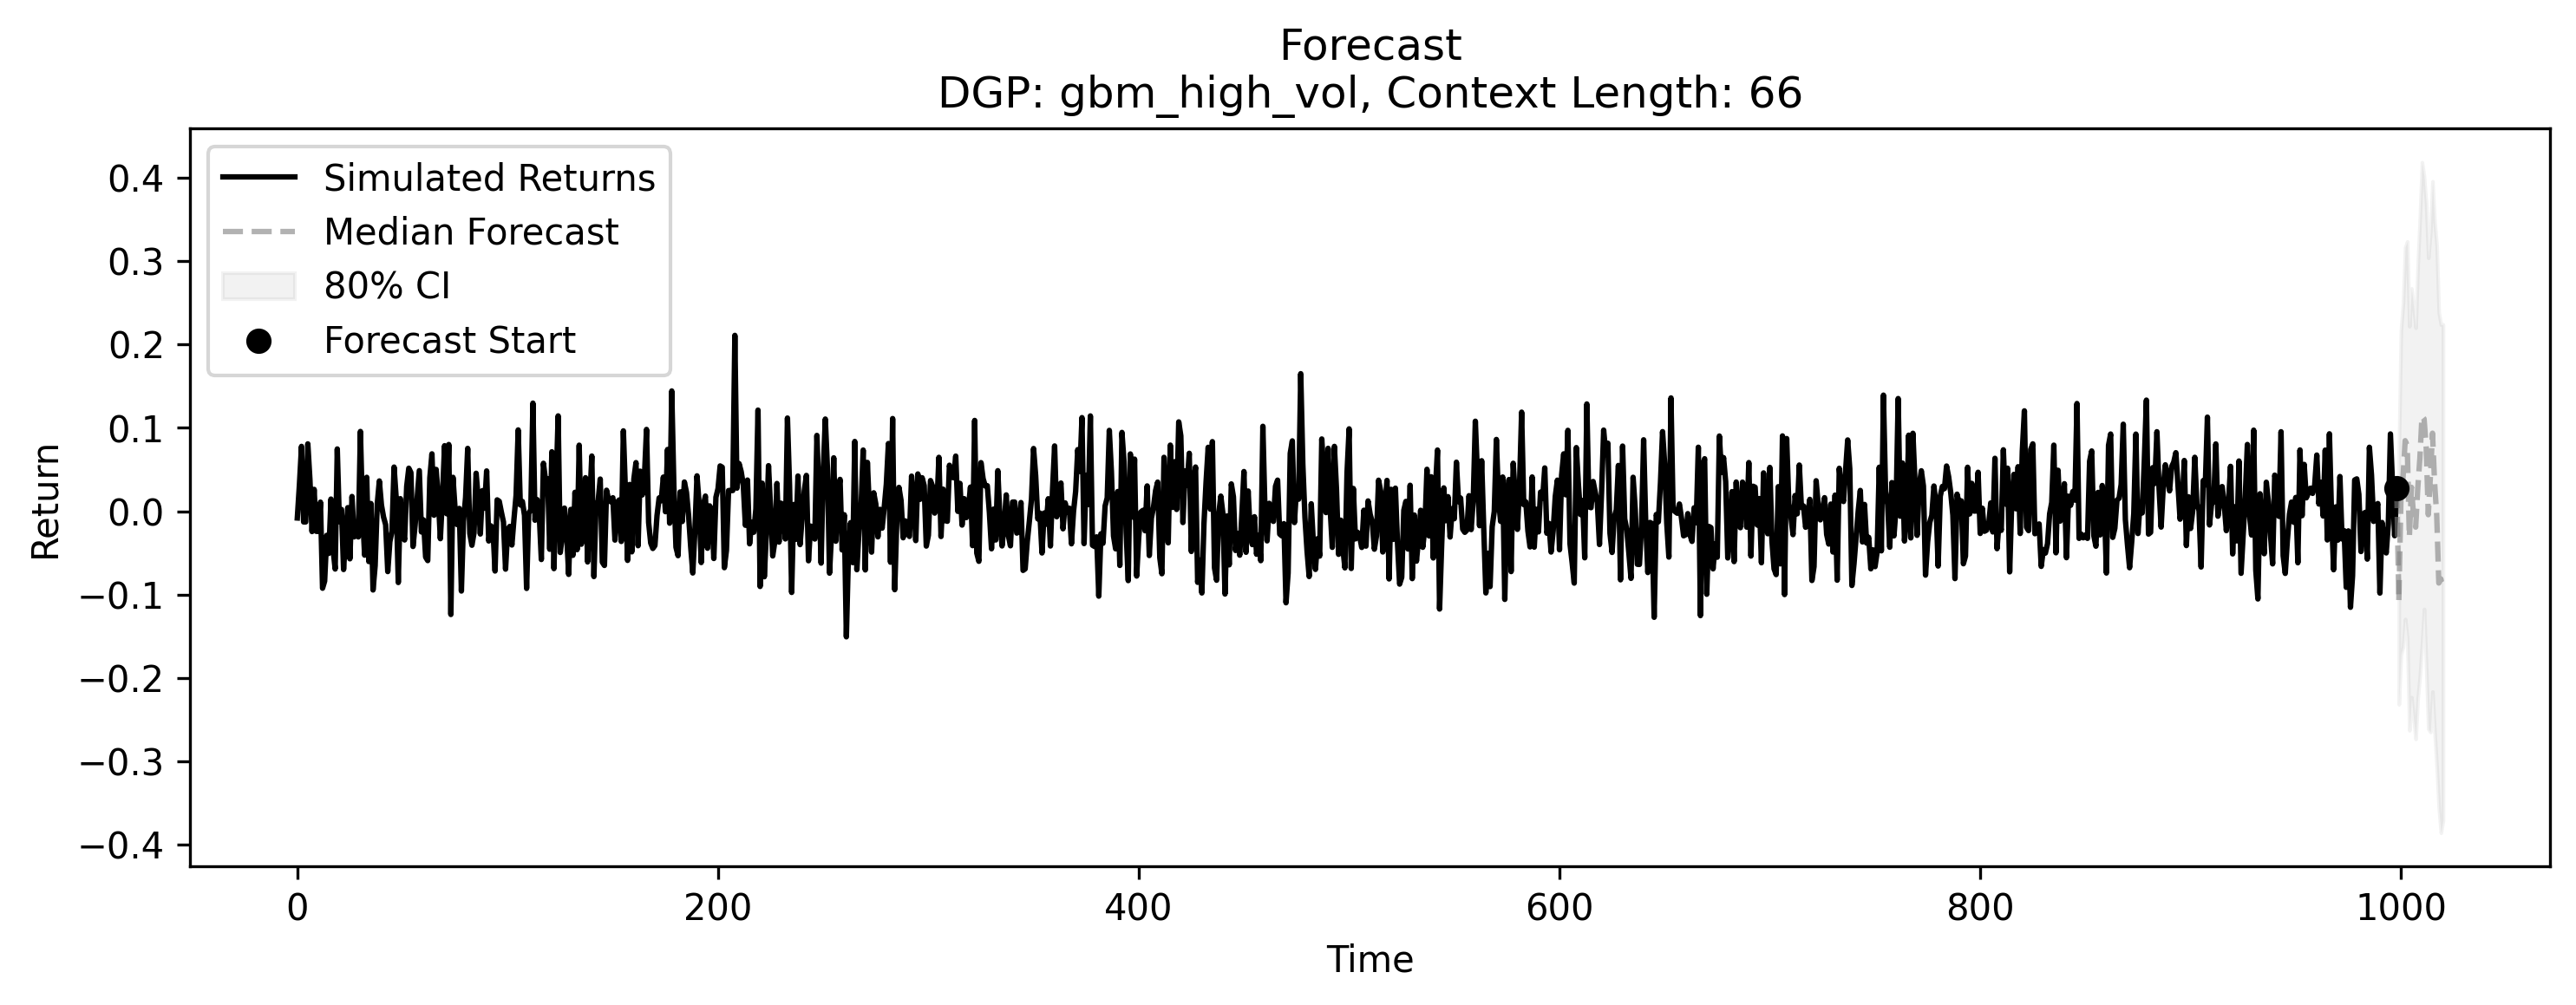 Forecast
DGP: gbm_high_vol, Context Length: 66
Simulated Returns
Median Forecast
80% CI
Forecast Start
Return
0.4
0.3
0.2
0.1
0.0
−0.1
−0.2
−0.3
−0.4
0 200 400 600 800 1000
Time